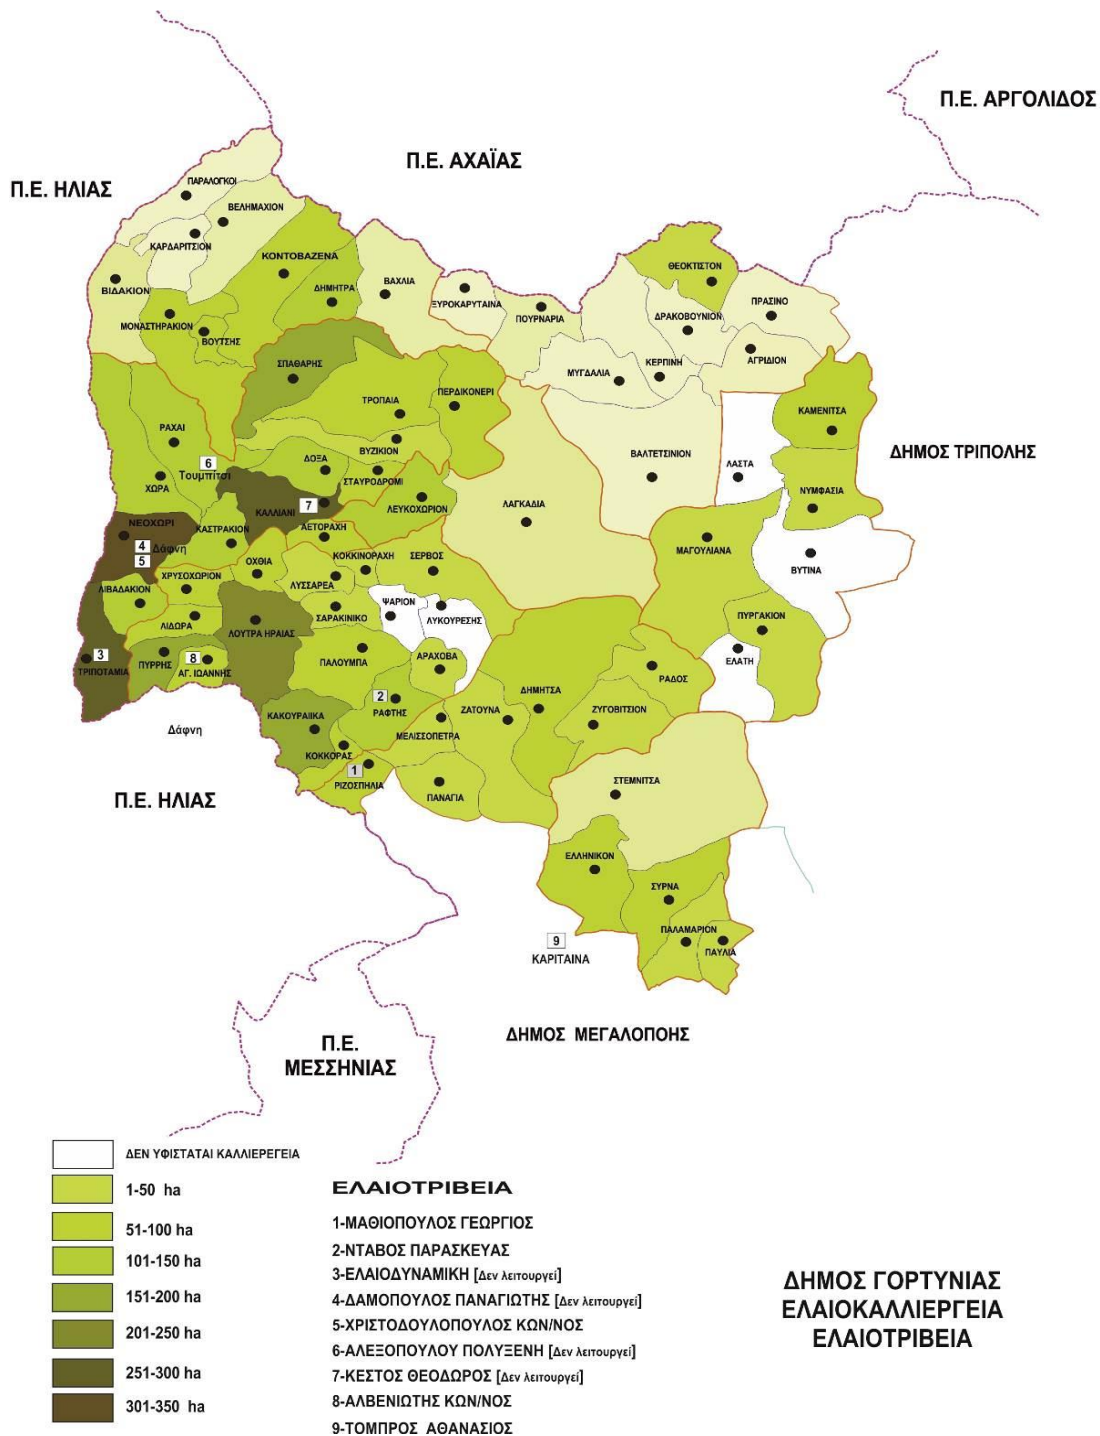 Π.Ε. ΑΡΓΟΛΙΔΟΣ
Π.Ε. ΑΧΑΪΑΣ
Π.Ε. ΗΛΙΑΣ
ΠΑΡΑΛΟΓΚΟΙ
ΒΕΛΗΜΑΧΙΟΝ
ΚΑΡΔΑΡΙΤΣΙΟΝ
ΚΟΝΤΟΒΑΖΕΝΑ
ΘΕΟΚΤΙΣΤΟΝ
ΒΙΔΑΚΙΟΝ
ΔΗΜΗΤΡΑ
ΒΑΧΛΙΑ
ΞΥΡΟΚΑΡΥΤΑΙΝΑ
ΠΟΥΡΝΑΡΙΑ
ΔΡΑΚΟΒΟΥΝΙΟΝ
ΠΡΑΣΙΝΟ
ΜΟΝΑΣΤΗΡΑΚΙΟΝ
ΒΟΥΤΣΗΣ
ΣΠΑΘΑΡΗΣ
ΜΥΓΔΑΛΙΑ
ΚΕΡΠΙΝΗ
ΑΓΡΙΔΙΟΝ
ΤΡΟΠΑΙΑ
ΠΕΡΔΙΚΟΝΕΡΙ
ΚΑΜΕΝΙΤΣΑ
ΡΑΧΑΙ
ΒΥΖΙΚΙΟΝ
ΔΗΜΟΣ ΤΡΙΠΟΛΗΣ
6
Τουμπίτσι
ΔΟΞΑ
ΣΤΑΥΡΟΔΡΟΜΙ
ΒΑΛΤΕΤΣΙΝΙΟΝ
ΛΑΣΤΑ
ΧΩΡΑ
ΝΥΜΦΑΣΙΑ
ΛΑΓΚΑΔΙΑ
7
ΚΑΛΛΙΑΝΙ
ΛΕΥΚΟΧΩΡΙΟΝ
ΝΕΟΧΩΡΙ
ΚΑΣΤΡΑΚΙΟΝ
ΑΕΤΟΡΑΧΗ
4
Δάφνη
5
ΜΑΓΟΥΛΙΑΝΑ
ΒΥΤΙΝΑ
ΟΧΘΙΑ
ΚΟΚΚΙΝΟΡΑΧΗ
ΣΕΡΒΟΣ
ΧΡΥΣΟΧΩΡΙΟΝ
ΛΥΣΣΑΡΕΑ
ΛΙΒΑΔΑΚΙΟΝ
ΨΑΡΙΟΝ
ΛΥΚΟΥΡΕΣΗΣ
ΣΑΡΑΚΙΝΙΚΟ
ΠΥΡΓΑΚΙΟΝ
ΛΙΔΩΡΑ
ΛΟΥΤΡΑ ΗΡΑΙΑΣ
3
ΤΡΙΠΟΤΑΜΙΑ
ΠΥΡΡΗΣ
8
ΑΓ. ΙΩΑΝΝΗΣ
ΠΑΛΟΥΜΠΑ
ΑΡΑΧΟΒΑ
ΕΛΑΤΗ
ΡΑΔΟΣ
ΔΗΜΗΤΣΑ
2
ΡΑΦΤΗΣ
ΖΑΤΟΥΝΑ
ΖΥΓΟΒΙΤΣΙΟΝ
ΚΑΚΟΥΡΑΙΙΚΑ
Δάφνη
ΜΕΛΙΣΣΟΠΕΤΡΑ
ΚΟΚΚΟΡΑΣ
1
ΡΙΖΟΣΠΗΛΙΑ
ΠΑΝΑΓΙΑ
ΣΤΕΜΝΙΤΣΑ
Π.Ε. ΗΛΙΑΣ
ΕΛΛΗΝΙΚΟΝ
ΣΥΡΝΑ
ΠΑΛΑΜΑΡΙΟΝ
ΠΑΥΛΙΑ
9
ΚΑΡΙΤΑΙΝΑ
ΔΗΜΟΣ ΜΕΓΑΛΟΠΟΗΣ
Π.Ε.
ΜΕΣΣΗΝΙΑΣ
ΔΕΝ ΥΦΙΣΤΑΤΑΙ ΚΑΛΛΙΕΡΕΓΕΙΑ
1-50 ha
51-100 ha
101-150 ha
151-200 ha
201-250 ha
251-300 ha
301-350 ha
ΕΛΑΙΟΤΡΙΒΕΙΑ
1-ΜΑΘΙΟΠΟΥΛΟΣ ΓΕΩΡΓΙΟΣ
2-ΝΤΑΒΟΣ ΠΑΡΑΣΚΕΥΑΣ
3-ΕΛΑΙΟΔΥΝΑΜΙΚΗ [Δεν λειτουργεί]
4-ΔΑΜΟΠΟΥΛΟΣ ΠΑΝΑΓΙΩΤΗΣ [Δεν λειτουργεί]
5-ΧΡΙΣΤΟΔΟΥΛΟΠΟΥΛΟΣ ΚΩΝ/ΝΟΣ
6-ΑΛΕΞΟΠΟΥΛΟΥ ΠΟΛΥΞΕΝΗ [Δεν λειτουργεί]
7-ΚΕΣΤΟΣ ΘΕΟΔΩΡΟΣ [Δεν λειτουργεί]
8-ΑΛΒΕΝΙΩΤΗΣ ΚΩΝ/ΝΟΣ
9-ΤΟΜΠΡΟΣ ΑΘΑΝΑΣΙΟΣ
ΔΗΜΟΣ ΓΟΡΤΥΝΙΑΣ
ΕΛΑΙΟΚΑΛΛΙΕΡΓΕΙΑ
ΕΛΑΙΟΤΡΙΒΕΙΑ